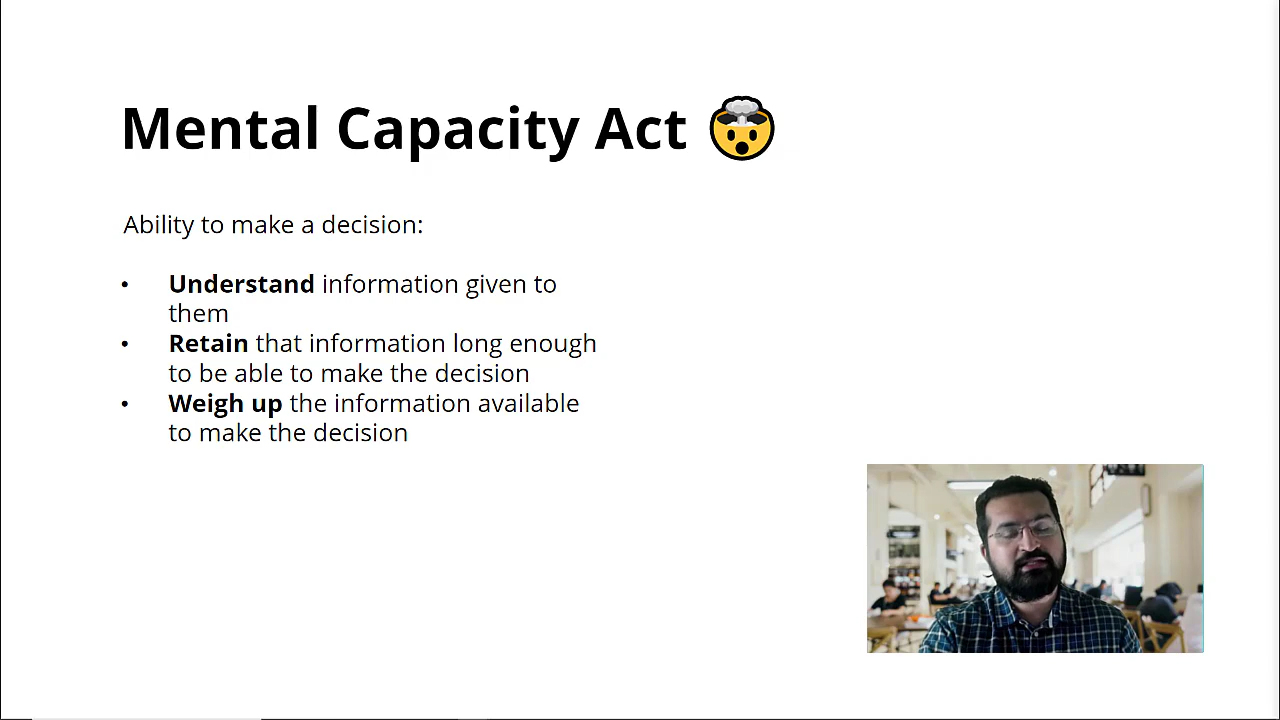 Mental Capacity Act 🤯
Ability to make a decision:
• Understand information given to
them
• Retain that information long enough
to be able to make the decision
• Weigh up the information available
to make the decision